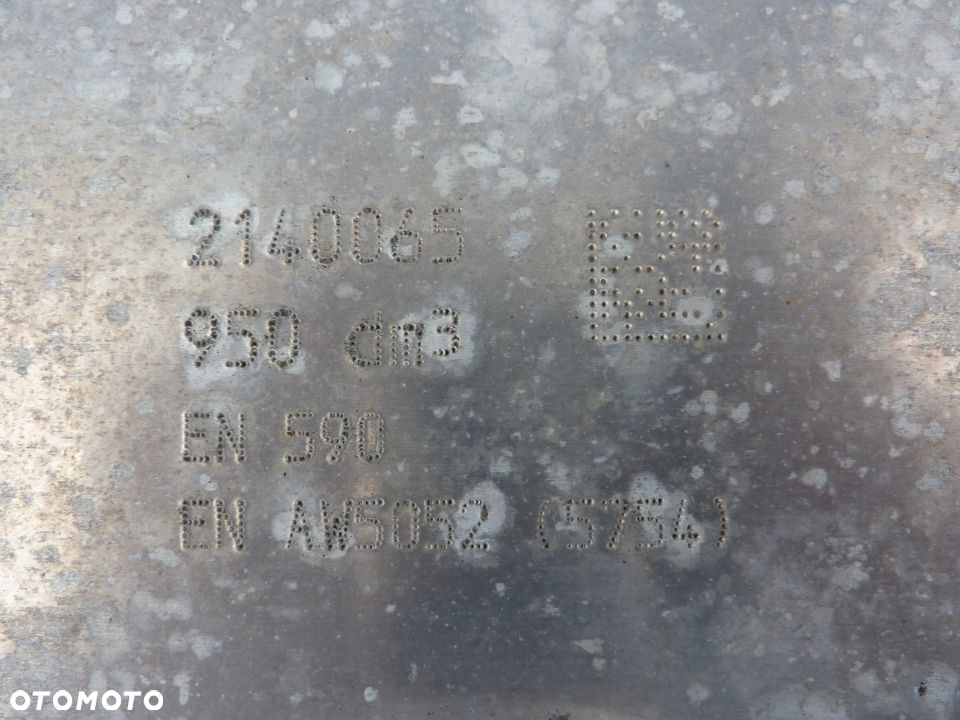 2140065
950 dm3
EN 590
EN AW5052 (5754)
OTOMOTO